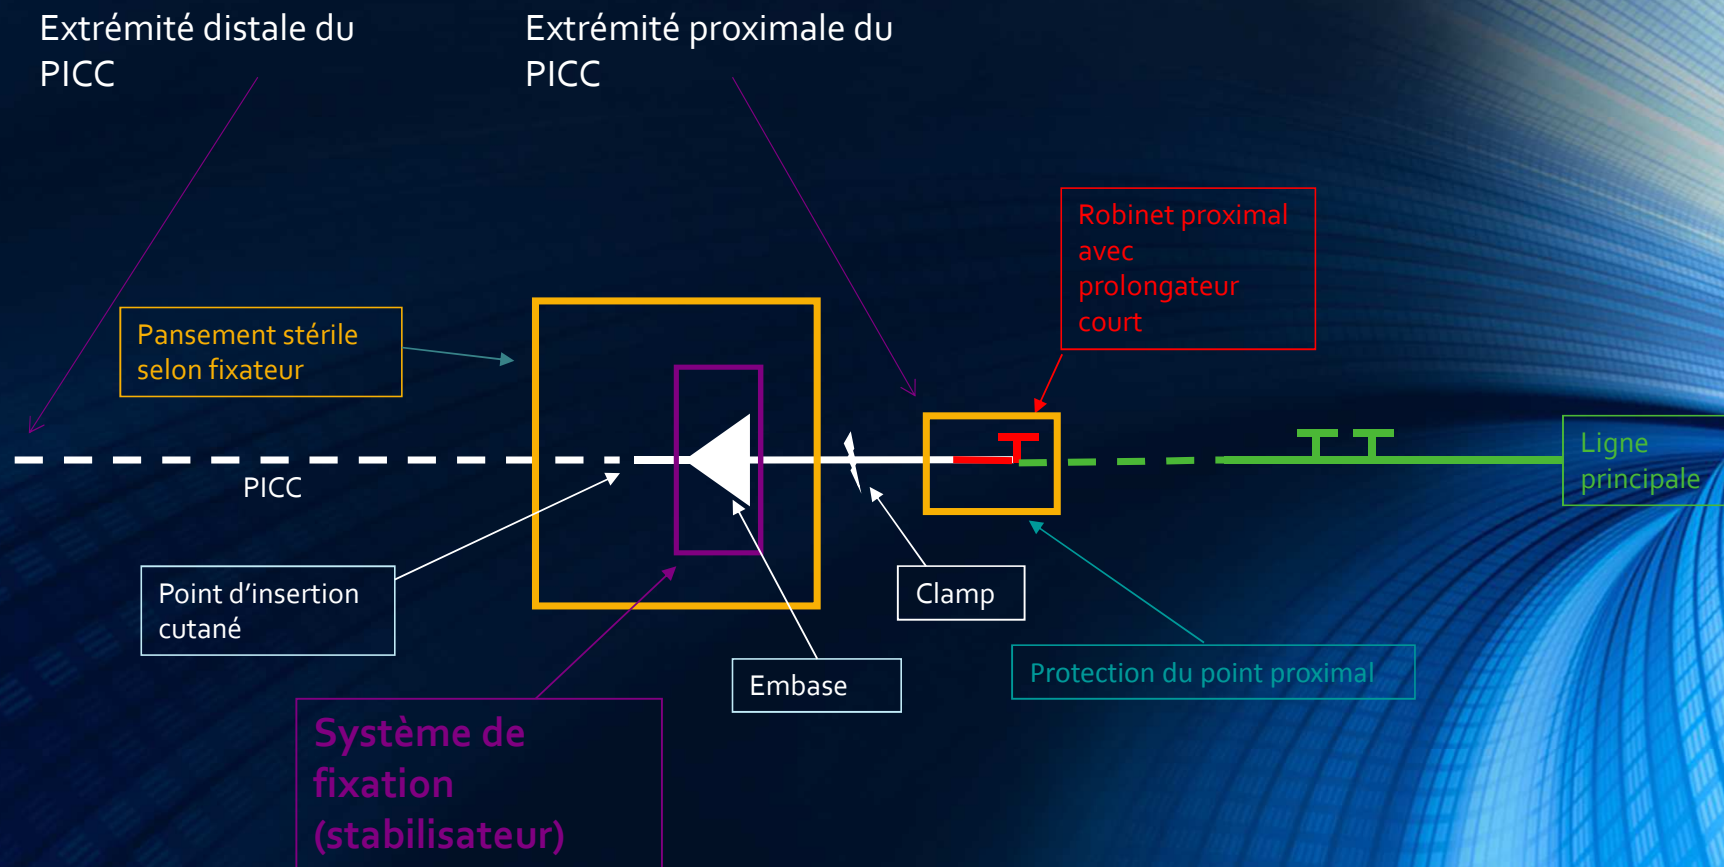 Extrémité distale du
PICC
Extrémité proximale du
PICC
Robinet proximal
avec
prolongateur
court
Pansement stérile
selon fixateur
Ligne
principale
PICC
Point d’insertion
cutané
Clamp
Embase
Protection du point proximal
Système de
fixation
(stabilisateur)